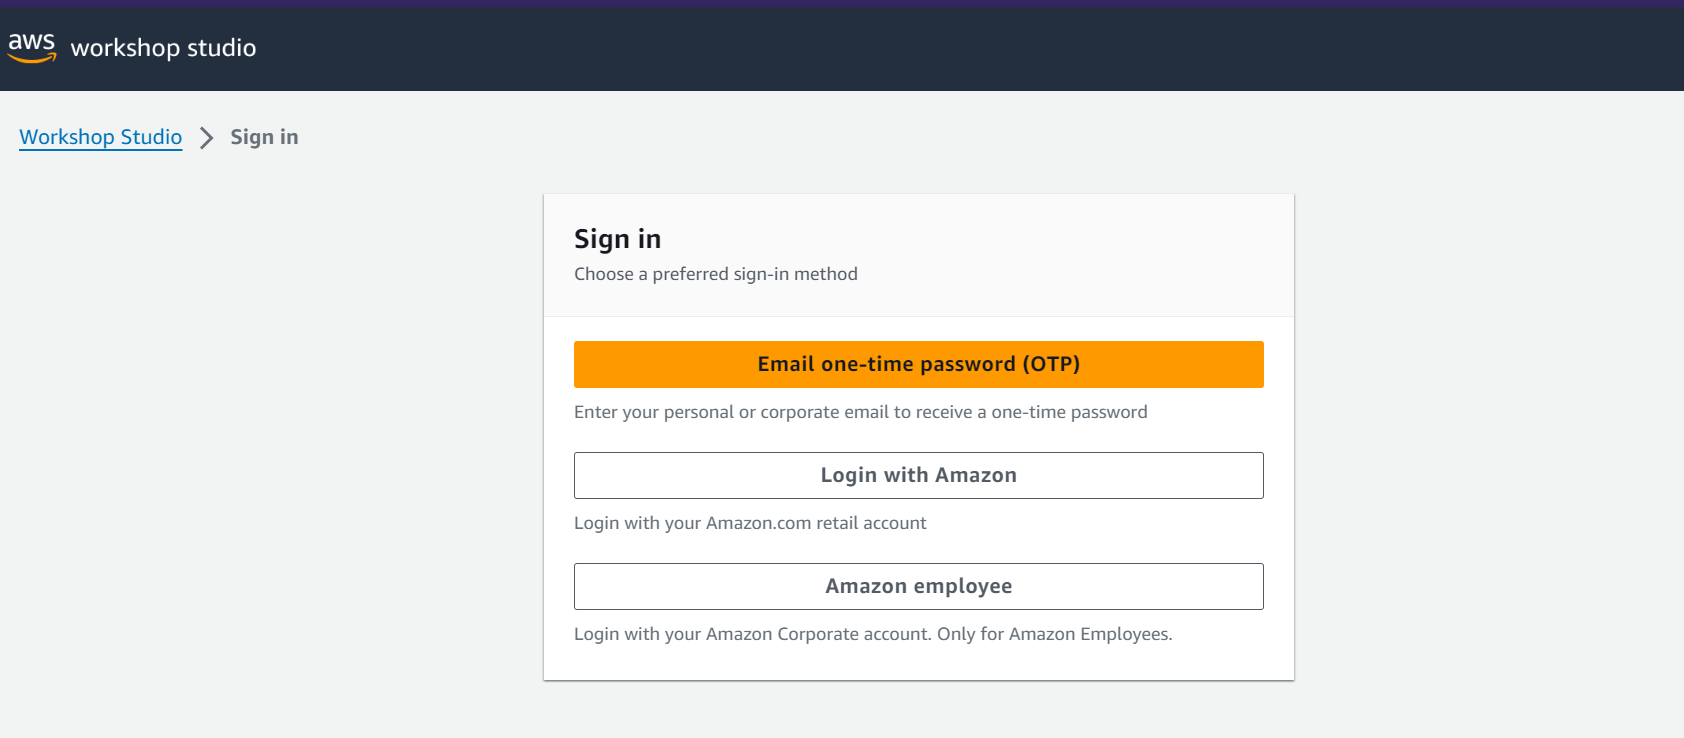 aws workshop studio
Workshop Studio > Sign in
Sign in
Choose a preferred sign-in method
Email one-time password (OTP)
Enter your personal or corporate email to receive a one-time password
Login with Amazon
Login with your Amazon.com retail account
Amazon employee
Login with your Amazon Corporate account. Only for Amazon Employees.